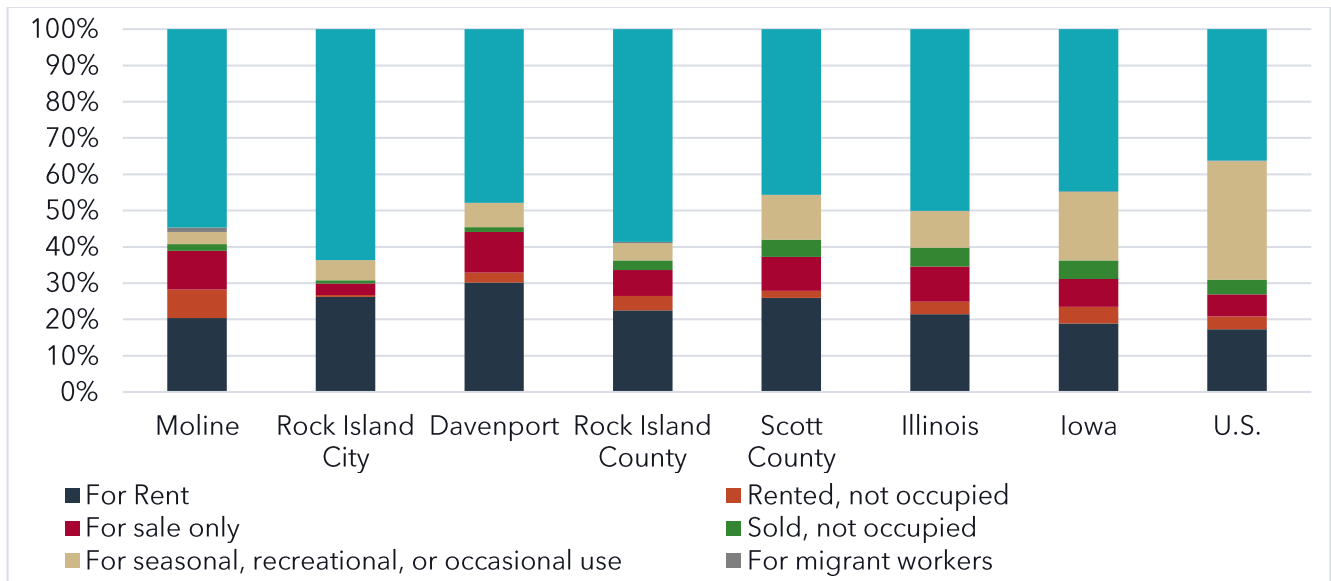 100%
90%
80%
70%
60%
50%
40%
30%
20%
10%
0%
Moline Rock Island Davenport Rock Island Scott Illinois Iowa U.S.
City County County
For Rent Rented, not occupied
For sale only Sold, not occupied
For seasonal, recreational, or occasional use For migrant workers